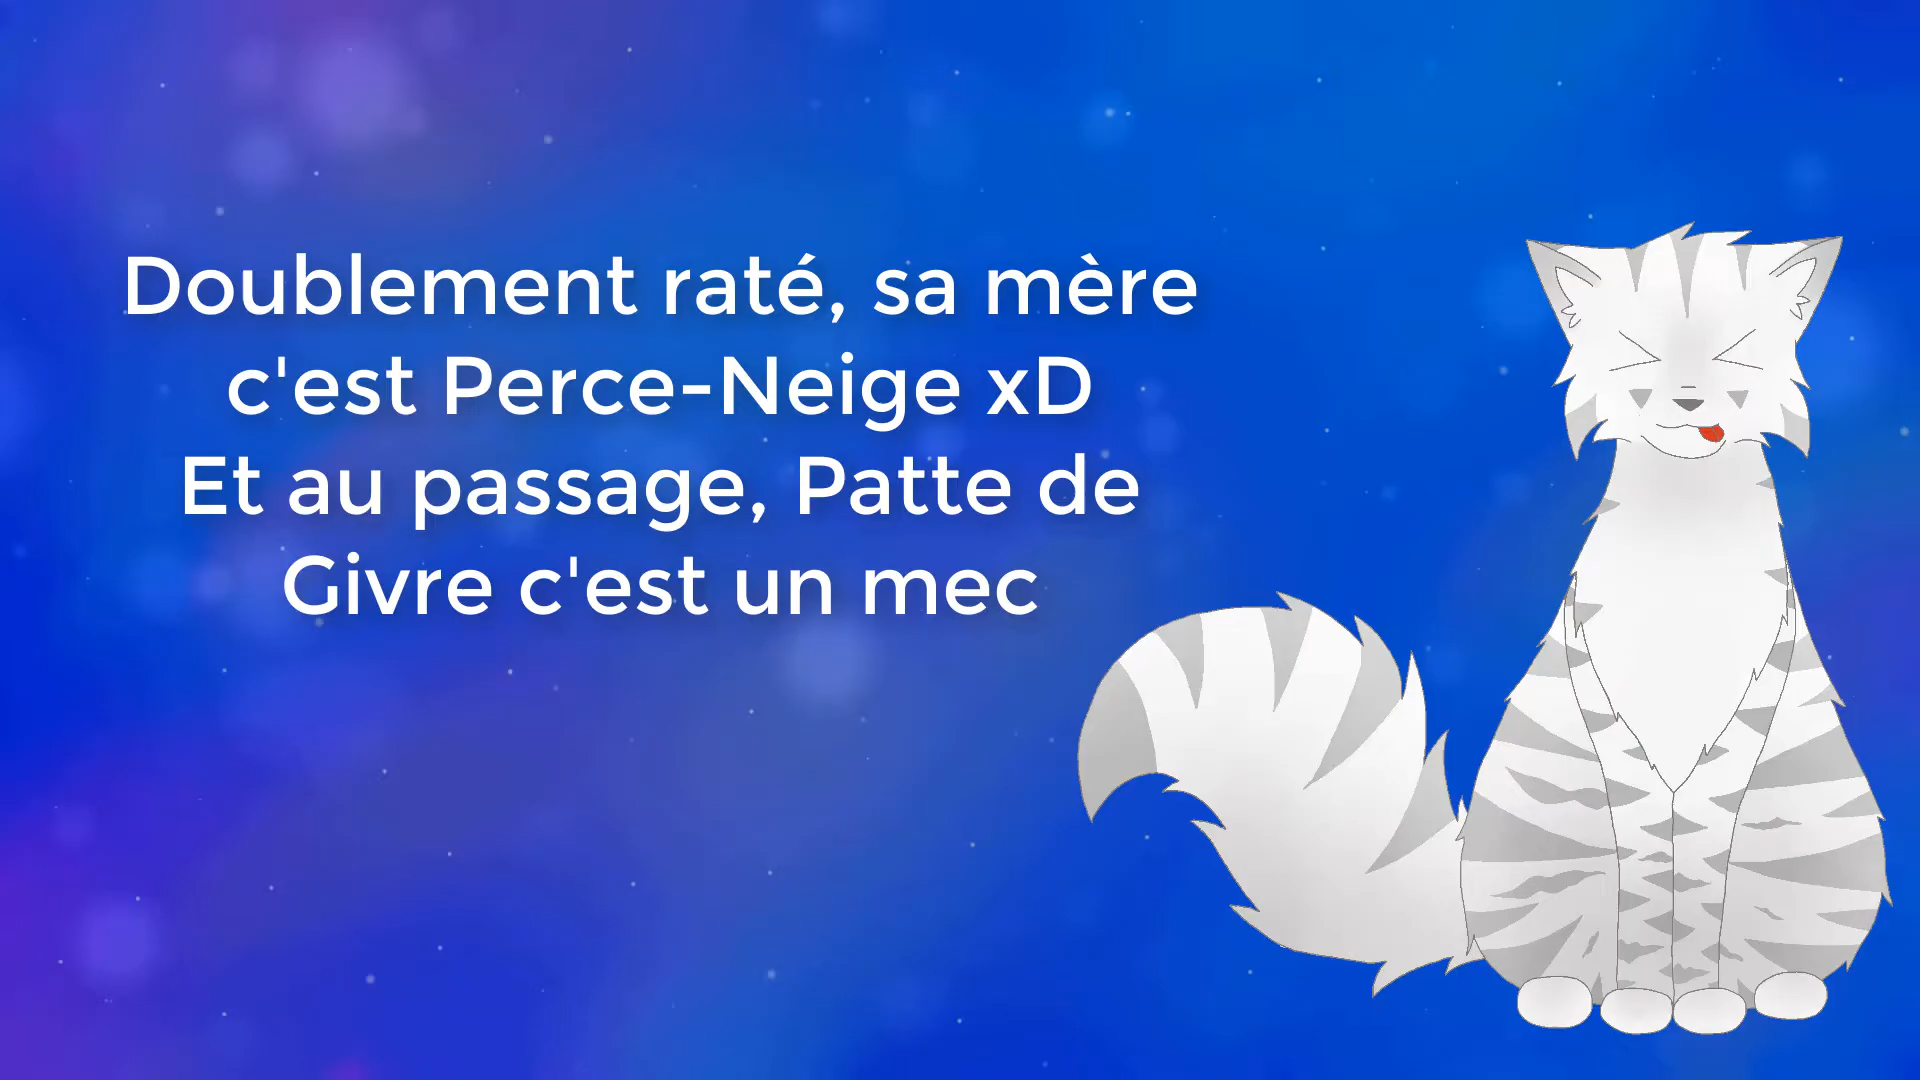 Doublement raté, sa mère
c'est Perce-Neige xD
Et au passage, Patte de
Givre c'est un mec